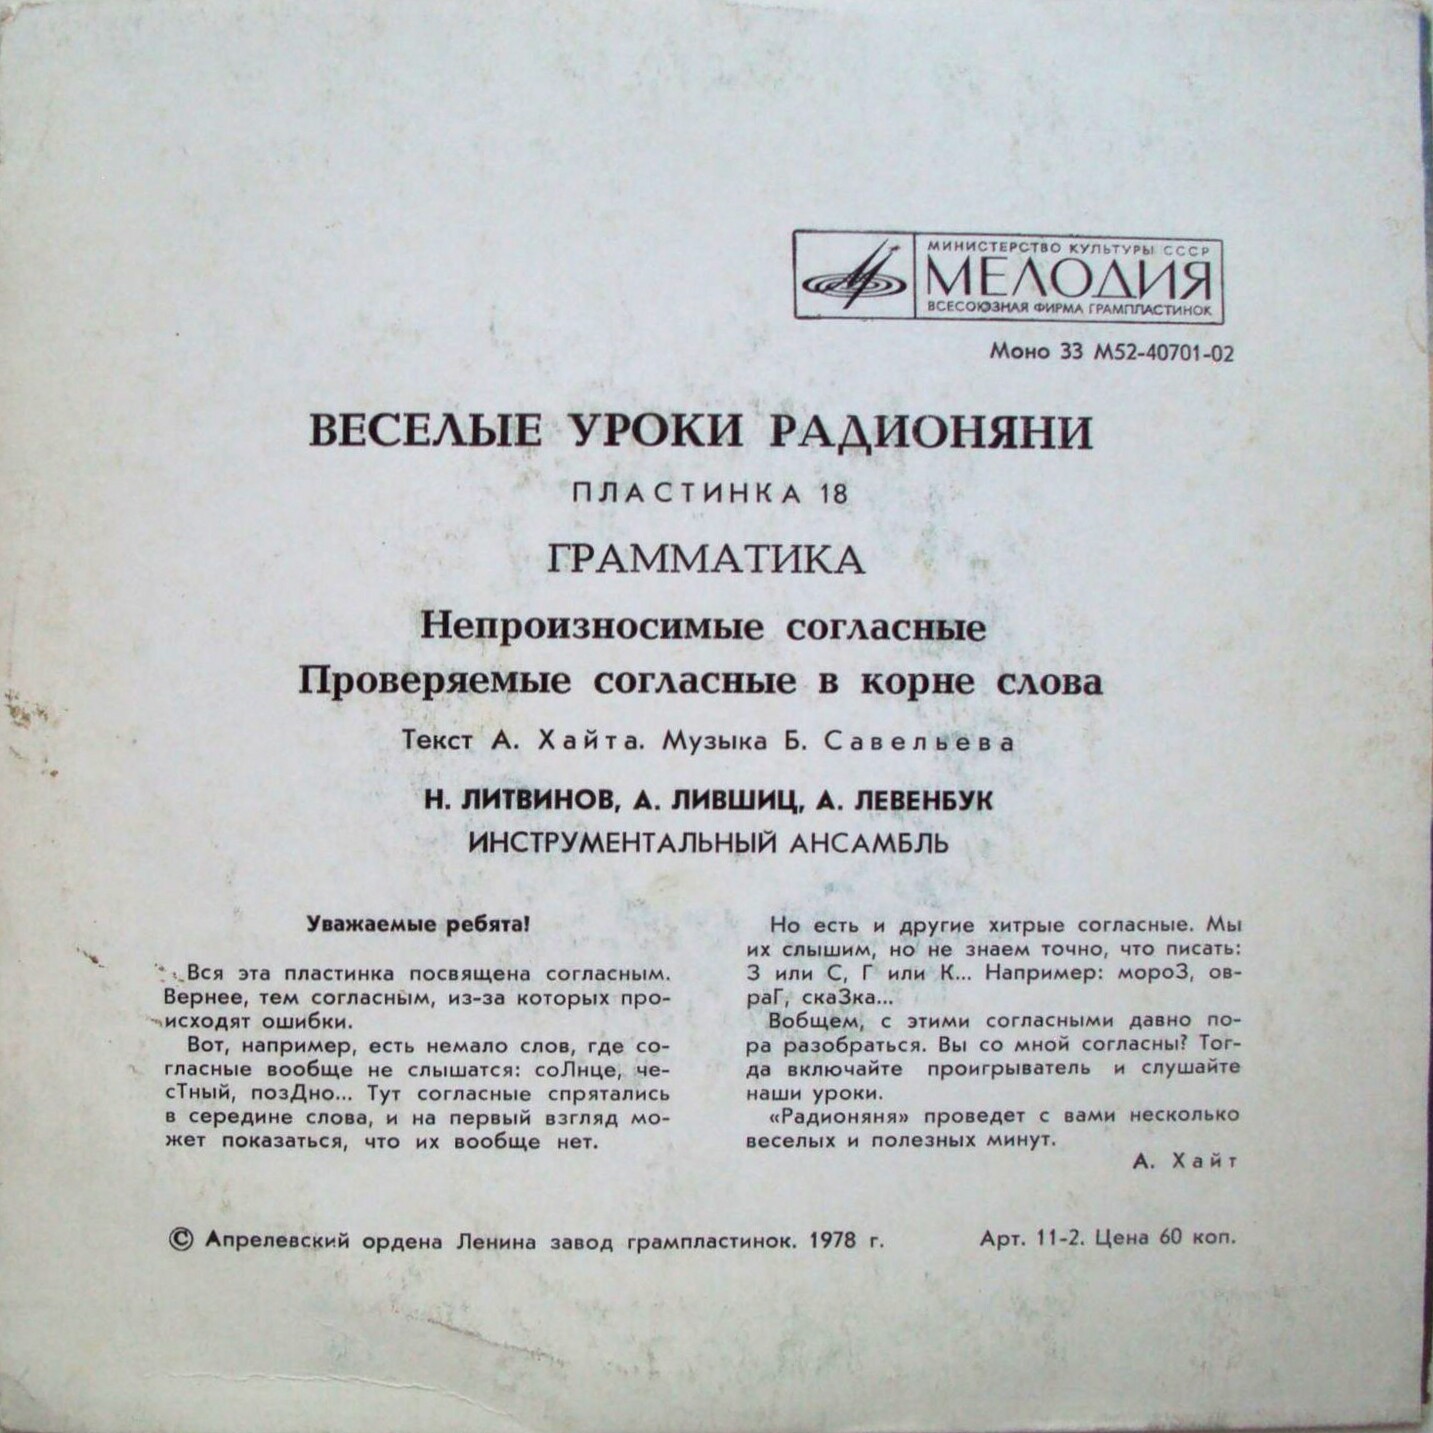 МИНИСТЕРСТВО КУЛЬТУРЫ СССР
МЕЛОДИЯ
ВСЕСОЮЗНАЯ ФИРМА ГРАМПЛАСТИНОК
Моно 33 М52-40701-02
ВЕСЕЛЫЕ УРОКИ РАДИОНЯНИ
ПЛАСТИНКА 18
ГРАММАТИКА
Непроизносимые согласные
Проверяемые согласные в корне слова
Текст А. Хайта. Музыка Б. Савельева
Н. ЛИТВИНОВ, А. ЛИВШИЦ, А. ЛЕВЕНБУК
ИНСТРУМЕНТАЛЬНЫЙ АНСАМБЛЬ
Уважаемые ребята!
Вся эта пластинка посвящена согласным.
Вернее, тем согласным, из-за которых про-
исходят ошибки.
Вот, например, есть немало слов, где со-
гласные вообще не слышатся: соЛнце, че-
сТный, позДно... Тут согласные спрятались
в середине слова, и на первый взгляд мо-
жет показаться, что их вообще нет.
Но есть и другие хитрые согласные. Мы
их слышим, но не знаем точно, что писать:
З или С, Г или К... Например: мороЗ, ов-
раГ, скаЗка...
Вобщем, с этими согласными давно по-
ра разобраться. Вы со мной согласны? Тог-
да включайте проигрыватель и слушайте
наши уроки.
«Радионяня» проведет с вами несколько
веселых и полезных минут.
А. Хайт
© Апрелевский ордена Ленина завод грампластинок. 1978 г.
Арт. 11-2. Цена 60 коп.